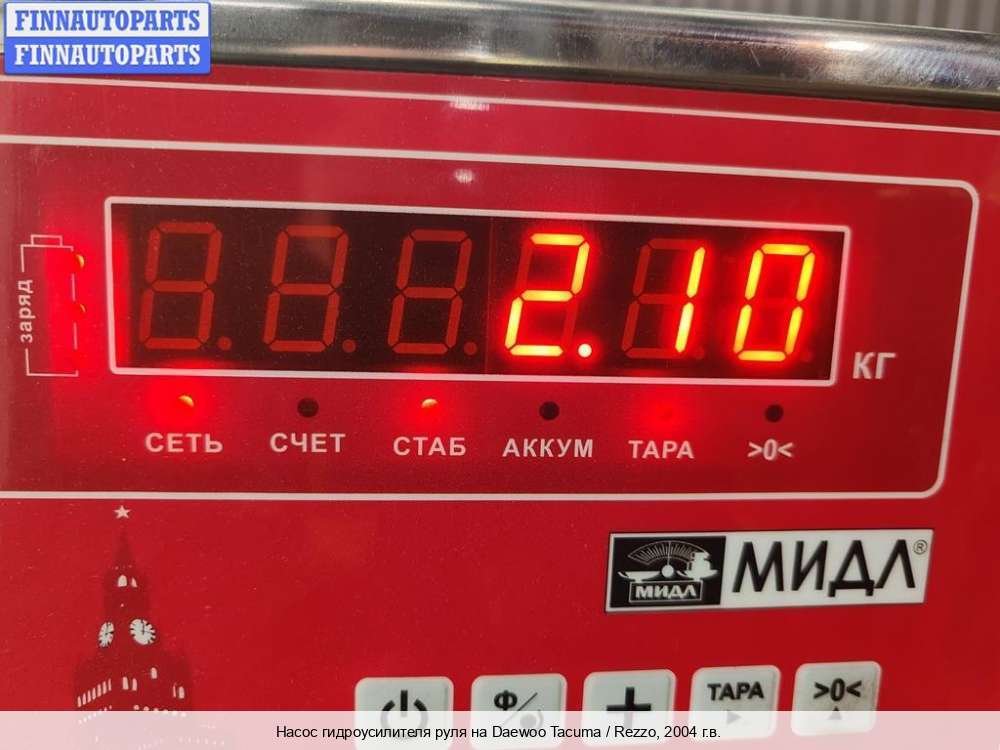 FINNAUTOPARTS
FINNAUTOPARTS
заряд
2.10
КГ
СЕТЬ СЧЕТ СТАБ АККУМ ТАРА >0<
МИДЛ
МИДЛ®
Ф ТАРА >0<
Насос гидроусилителя руля на Daewoo Tacuma / Rezzo, 2004 г.в.